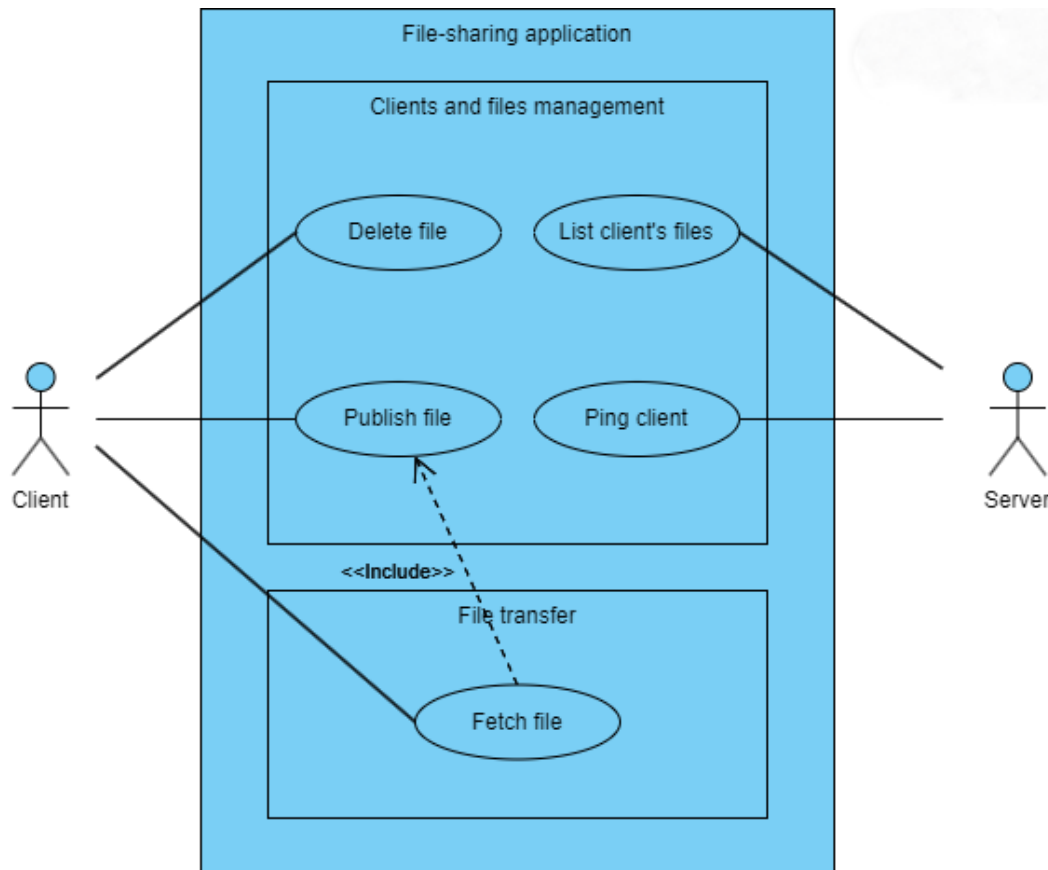 File-sharing application
Clients and files management
Delete file
List client's files
Publish file
Ping client
Client
Server
<<Include>>
File transfer
Fetch file